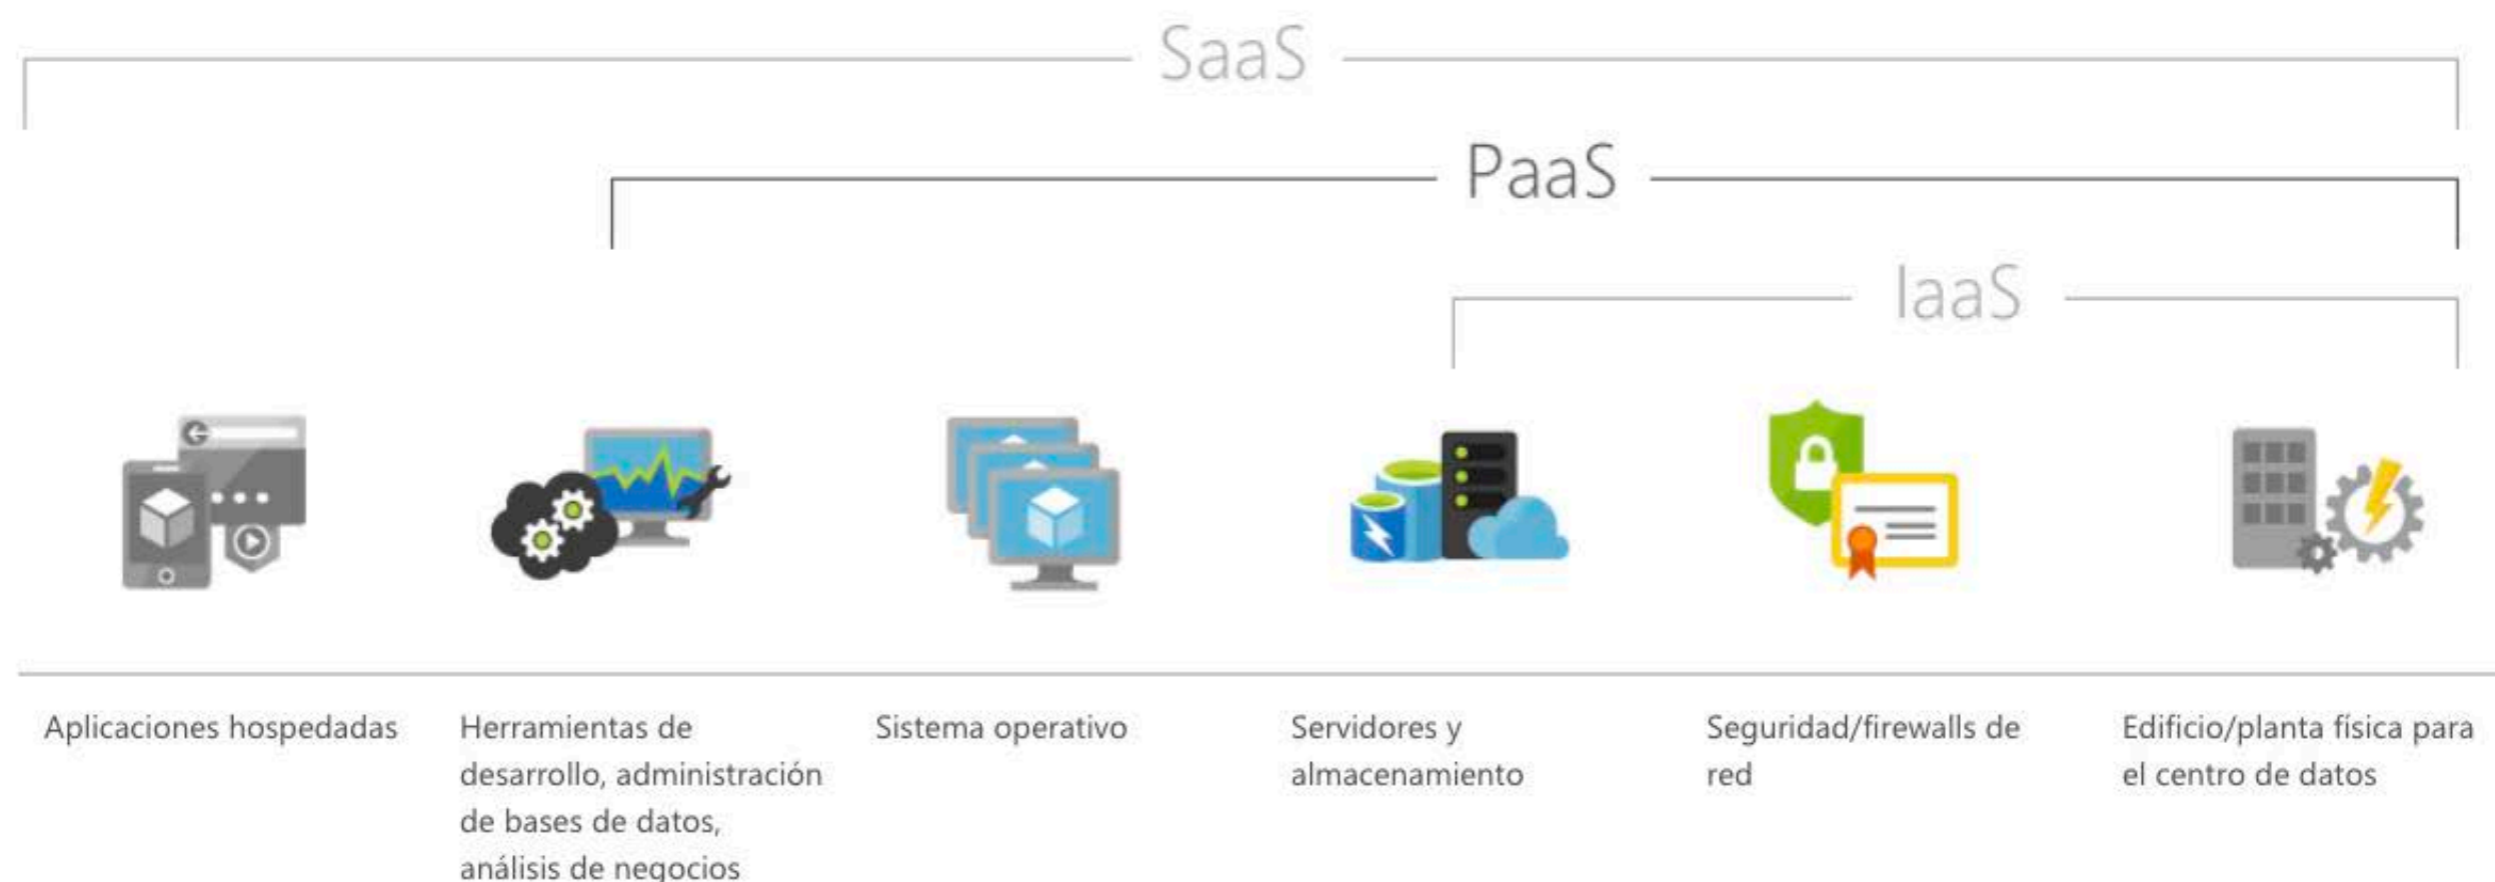 SaaS
PaaS
IaaS
Aplicaciones hospedadas
Herramientas de
desarrollo, administración
de bases de datos,
análisis de negocios
Sistema operativo
Servidores y
almacenamiento
Seguridad/firewalls de
red
Edificio/planta física para
el centro de datos